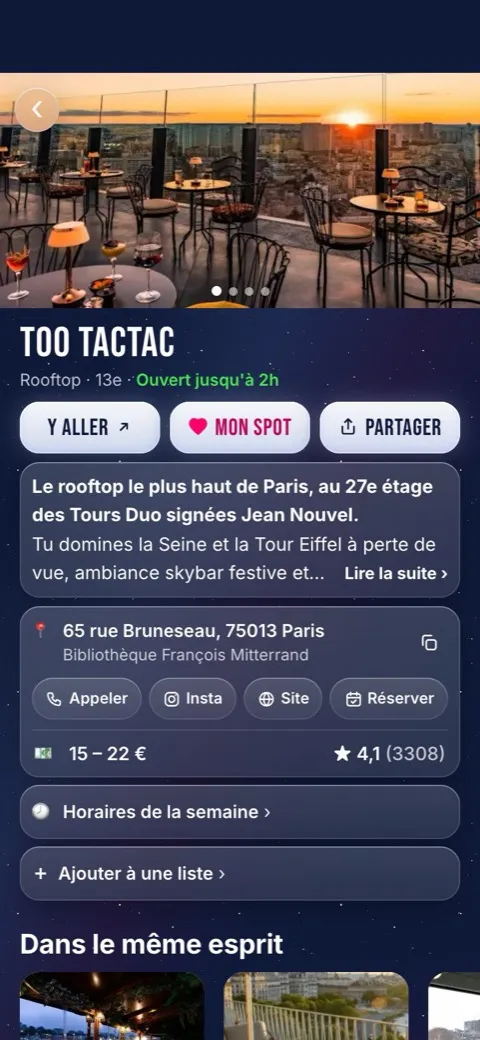 TOO TACTAC
Rooftop · 13e · Ouvert jusqu'à 2h
Y ALLER ↗
MON SPOT
PARTAGER
Le rooftop le plus haut de Paris, au 27e étage
des Tours Duo signées Jean Nouvel.
Tu domines la Seine et la Tour Eiffel à perte de
vue, ambiance skybar festive et... Lire la suite ›
65 rue Bruneseau, 75013 Paris
Bibliothèque François Mitterrand
Appeler
Insta
Site
Réserver
15 – 22 €
★ 4,1 (3308)
Horaires de la semaine ›
+ Ajouter à une liste ›
Dans le même esprit